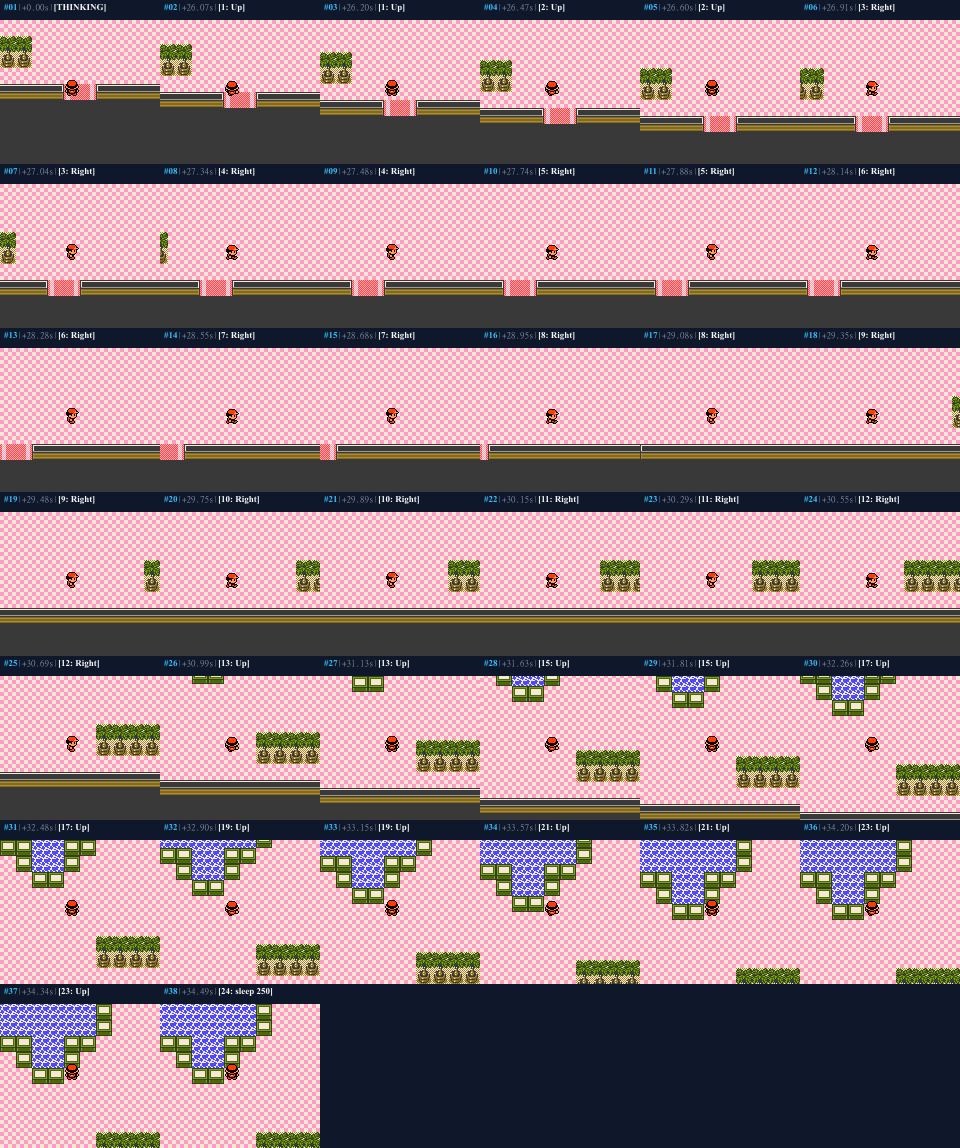 #01|+0.00s|[THINKING] #02|+26.07s|[1: Up] #03|+26.20s|[1: Up] #04|+26.47s|[2: Up] #05|+26.60s|[2: Up] #06|+26.91s|[3: Right]
#07|+27.04s|[3: Right] #08|+27.34s|[4: Right] #09|+27.48s|[4: Right] #10|+27.74s|[5: Right] #11|+27.88s|[5: Right] #12|+28.14s|[6: Right]
#13|+28.28s|[6: Right] #14|+28.55s|[7: Right] #15|+28.68s|[7: Right] #16|+28.95s|[8: Right] #17|+29.08s|[8: Right] #18|+29.35s|[9: Right]
#19|+29.48s|[9: Right] #20|+29.75s|[10: Right] #21|+29.89s|[10: Right] #22|+30.15s|[11: Right] #23|+30.29s|[11: Right] #24|+30.55s|[12: Right]
#25|+30.69s|[12: Right] #26|+30.99s|[13: Up] #27|+31.13s|[13: Up] #28|+31.63s|[15: Up] #29|+31.81s|[15: Up] #30|+32.26s|[17: Up]
#31|+32.48s|[17: Up] #32|+32.90s|[19: Up] #33|+33.15s|[19: Up] #34|+33.57s|[21: Up] #35|+33.82s|[21: Up] #36|+34.20s|[23: Up]
#37|+34.34s|[23: Up] #38|+34.49s|[24: sleep 250]